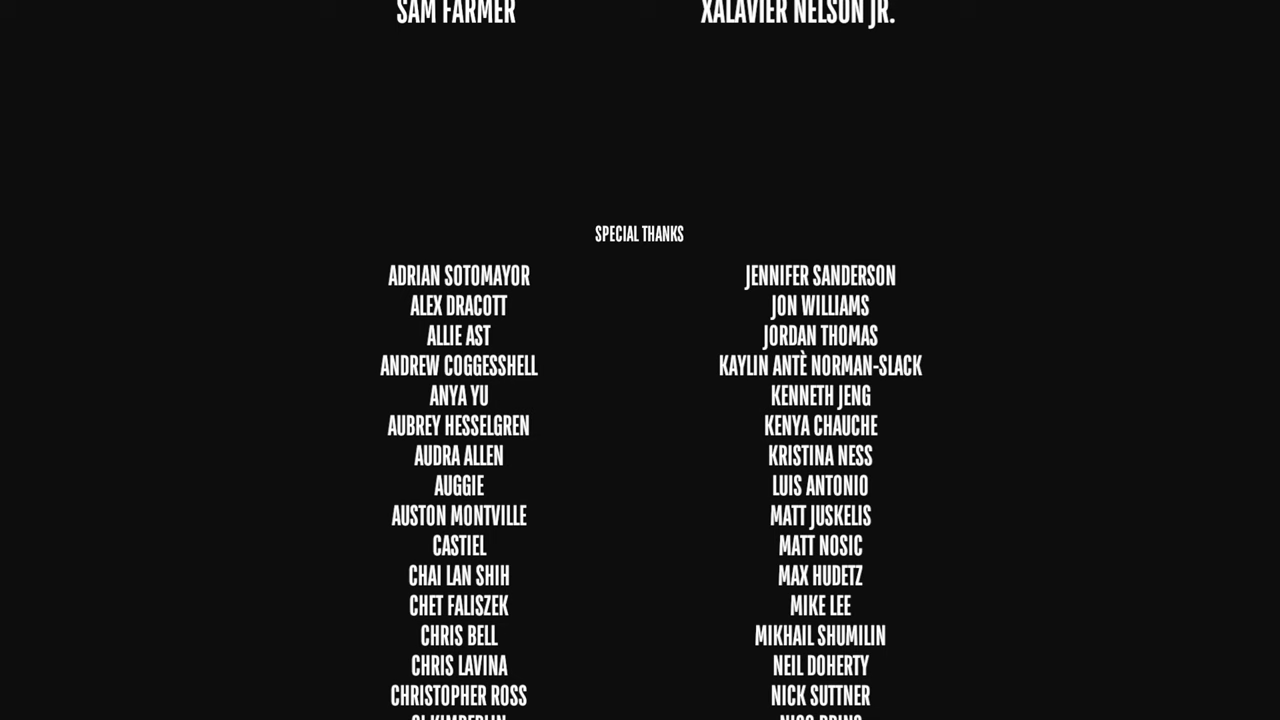 SAM FARMER
XALAVIER NELSON JR.
SPECIAL THANKS
ADRIAN SOTOMAYOR
ALEX DRACOTT
ALLIE AST
ANDREW COGGESSHELL
ANYA YU
AUBREY HESSELGREN
AUDRA ALLEN
AUGGIE
AUSTON MONTVILLE
CASTIEL
CHAI LAN SHIH
CHET FALISZEK
CHRIS BELL
CHRIS LAVINA
CHRISTOPHER ROSS
JENNIFER SANDERSON
JON WILLIAMS
JORDAN THOMAS
KAYLIN ANTÈ NORMAN-SLACK
KENNETH JENG
KENYA CHAUCHE
KRISTINA NESS
LUIS ANTONIO
MATT JUSKELIS
MATT NOSIC
MAX HUDETZ
MIKE LEE
MIKHAIL SHUMILIN
NEIL DOHERTY
NICK SUTTNER